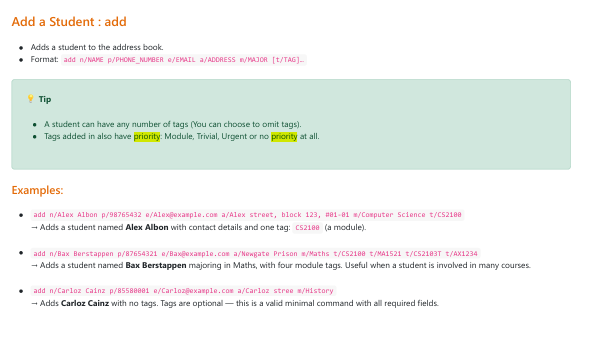 Add a Student : add
• Adds a student to the address book.
• Format: add n/NAME p/PHONE_NUMBER e/EMAIL a/ADDRESS m/MAJOR [t/TAG]…
💡 Tip
• A student can have any number of tags (You can choose to omit tags).
• Tags added in also have priority: Module, Trivial, Urgent or no priority at all.
Examples:
• add n/Alex Albon p/98765432 e/Alex@example.com a/Alex street, block 123, #01-01 m/Computer Science t/CS2100
→ Adds a student named Alex Albon with contact details and one tag: CS2100 (a module).
• add n/Bax Berstappen p/87654321 e/Bax@example.com a/Newgate Prison m/Maths t/CS2100 t/MA1521 t/CS2103T t/AX1234
→ Adds a student named Bax Berstappen majoring in Maths, with four module tags. Useful when a student is involved in many courses.
• add n/Carloz Cainz p/85580001 e/Carloz@example.com a/Carloz stree m/History
→ Adds Carloz Cainz with no tags. Tags are optional — this is a valid minimal command with all required fields.